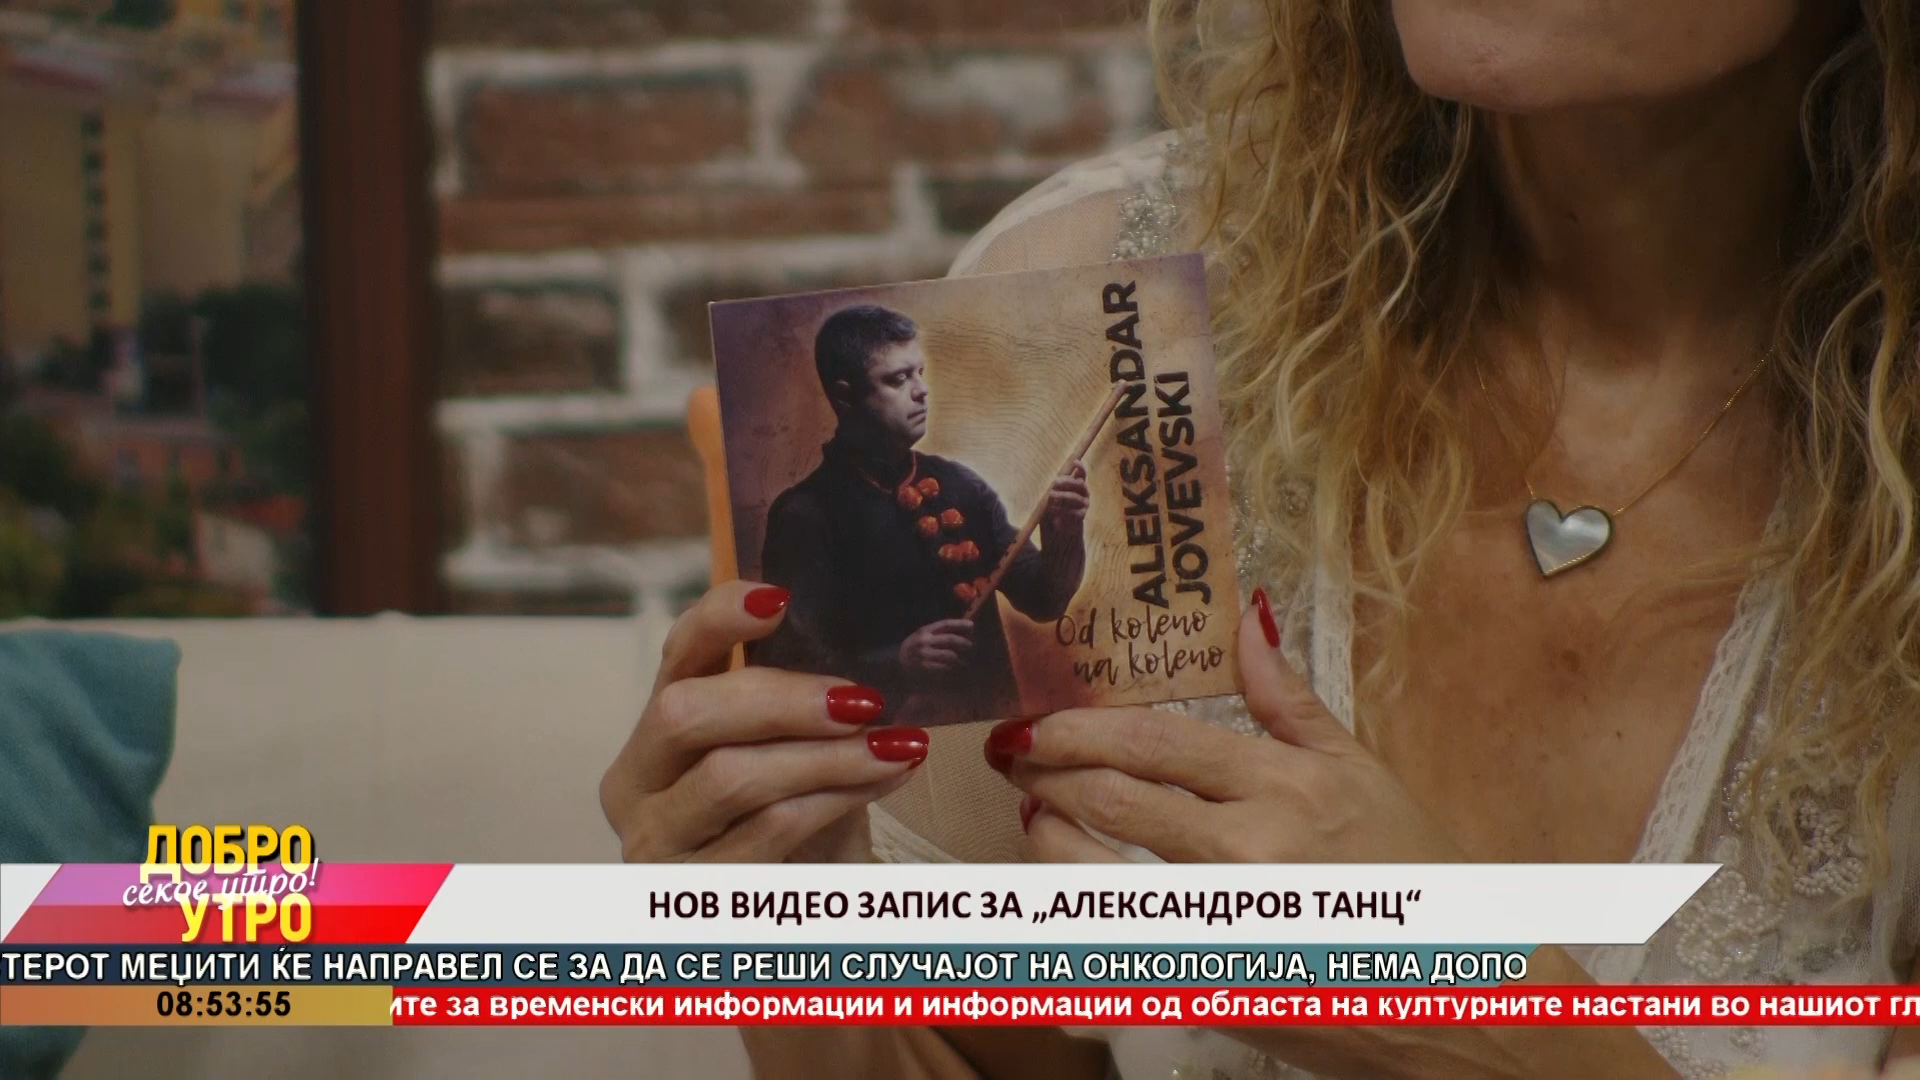 ALEKSANDAR
JOVEVSKI
Od koleno
na koleno
ДОБРО
секое утро!
УТРО
НОВ ВИДЕО ЗАПИС ЗА „АЛЕКСАНДРОВ ТАНЦ“
ТЕРОТ МЕЏИТИ ЌЕ НАПРАВЕЛ СЕ ЗА ДА СЕ РЕШИ СЛУЧАЈОТ НА ОНКОЛОГИЈА, НЕМА ДОПО
08:53:55
ите за временски информации и информации од областа на културните настани во нашиот гл